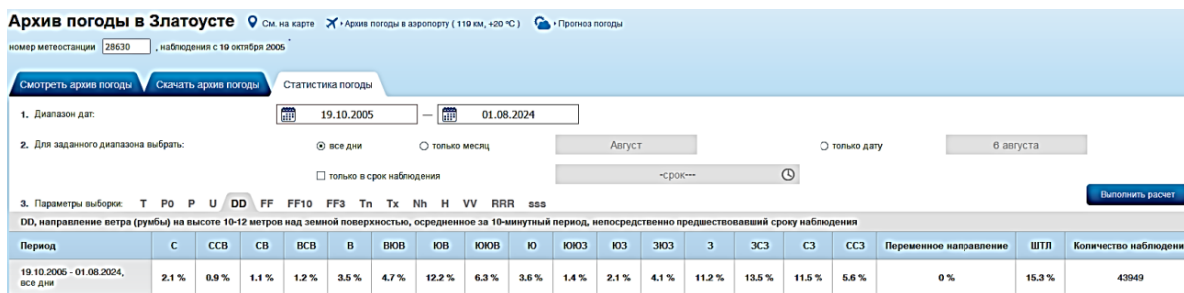 Архив погоды в Златоусте См. на карте Архив погоды в аэропорту ( 119 км, +20 °C ) Прогноз погоды
номер метеостанции 28630 , наблюдения с 19 октября 2005
Смотреть архив погоды Скачать архив погоды Статистика погоды
1. Диапазон дат: 19.10.2005 — 01.08.2024
2. Для заданного диапазона выбрать: все дни только месяц Август только дату 6 августа
только в срок наблюдения -срок---
Выполнить расчет
3. Параметры выборки: T P0 P U DD FF FF10 FF3 Tn Tx Nh H VV RRR sss
DD, направление ветра (румбы) на высоте 10-12 метров над земной поверхностью, осредненное за 10-минутный период, непосредственно предшествовавший сроку наблюдения
Период С ССВ СВ ВСВ В ВЮВ ЮВ ЮЮВ Ю ЮЮЗ ЮЗ ЗЮЗ З ЗСЗ СЗ ССЗ Переменное направление ШТЛ Количество наблюдени
19.10.2005 - 01.08.2024,
все дни
2.1 % 0.9 % 1.1 % 1.2 % 3.5 % 4.7 % 12.2 % 6.3 % 3.6 % 1.4 % 2.1 % 4.1 % 11.2 % 13.5 % 11.5 % 5.6 % 0 % 15.3 % 43949